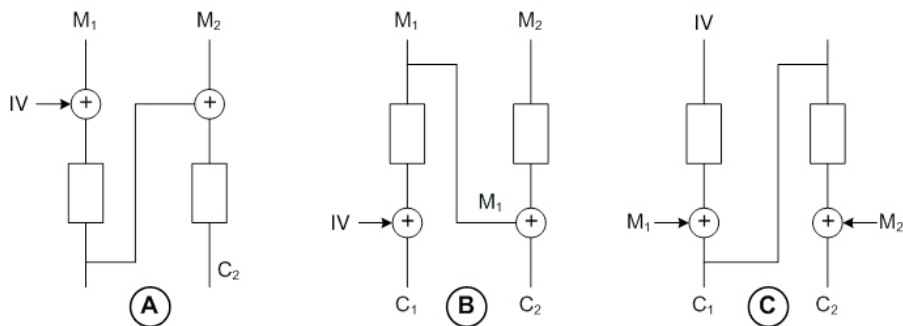 M₁ M₂ M₁ M₂ IV
IV + + 
M₁
IV + + M₁ + + M₂
C₂
C₁ C₂ C₁ C₂
A B C